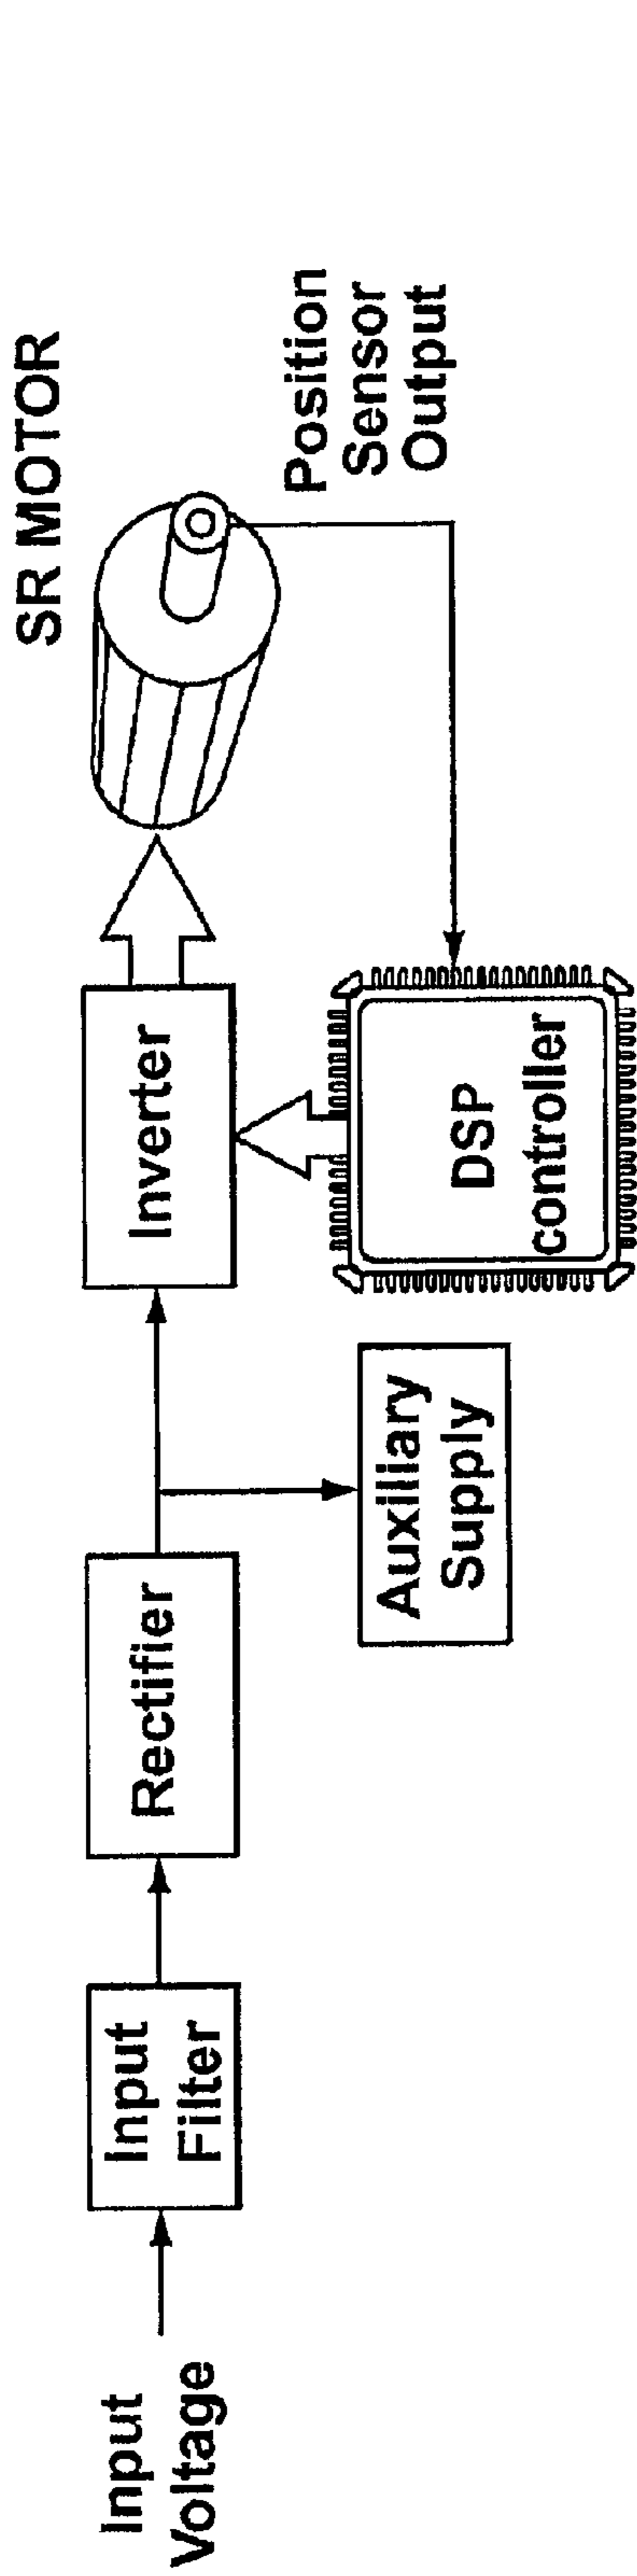 Input
Voltage
Input
Filter
Rectifier
Auxiliary
Supply
Inverter
DSP
controller
SR MOTOR
Position
Sensor
Output